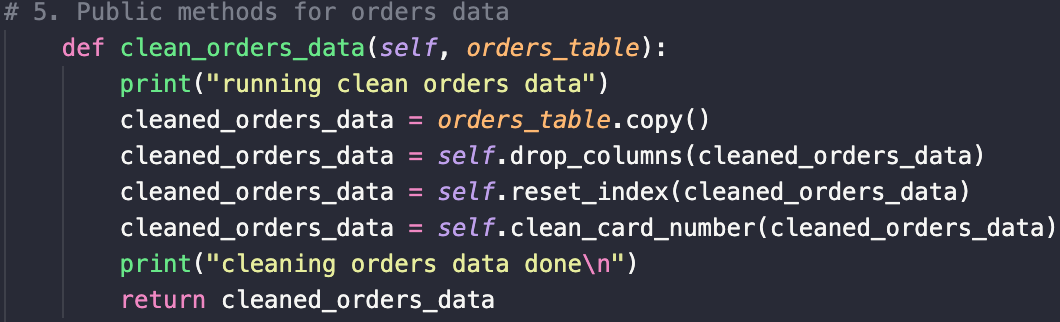 # 5. Public methods for orders data
def clean_orders_data(self, orders_table):
print("running clean orders data")
cleaned_orders_data = orders_table.copy()
cleaned_orders_data = self.drop_columns(cleaned_orders_data)
cleaned_orders_data = self.reset_index(cleaned_orders_data)
cleaned_orders_data = self.clean_card_number(cleaned_orders_data)
print("cleaning orders data done\n")
return cleaned_orders_data